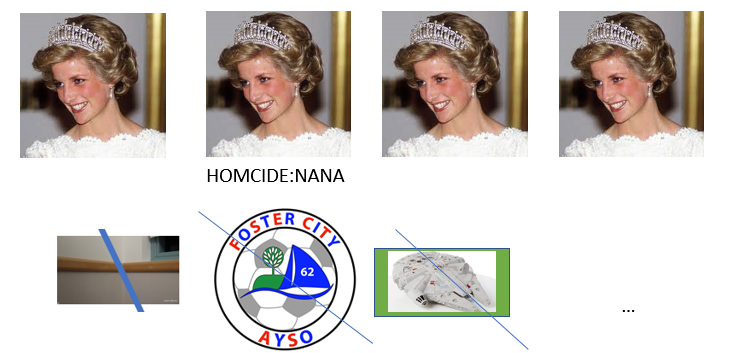 HOMCIDE:NANA
FOSTER CITY
62
AYSO
...